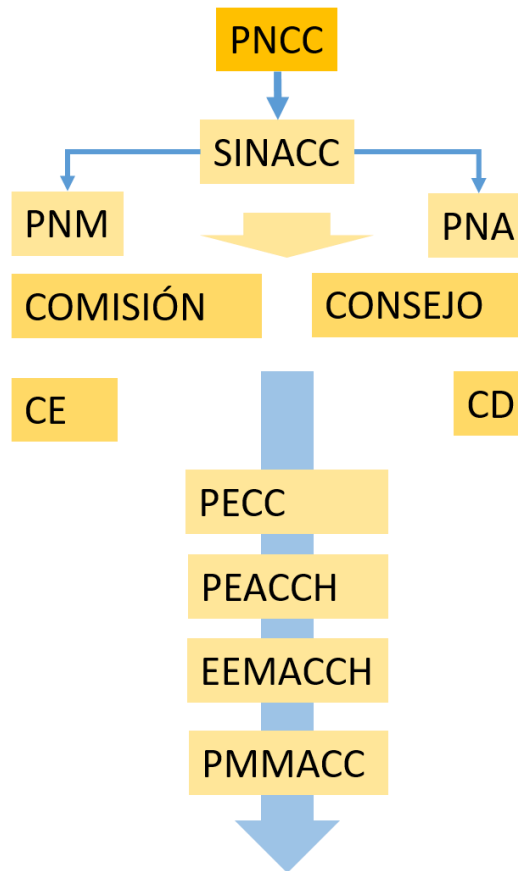 PNCC
SINACC
PNM
PNA
COMISIÓN
CONSEJO
CE
CD
PECC
PEACCH
EEMACCH
PMMACC